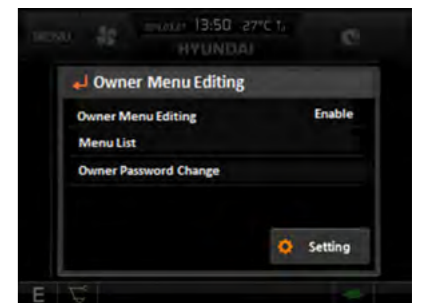 MENU 13:50 27°C
HYUNDAI
Owner Menu Editing
Owner Menu Editing Enable
Menu List
Owner Password Change
Setting
E